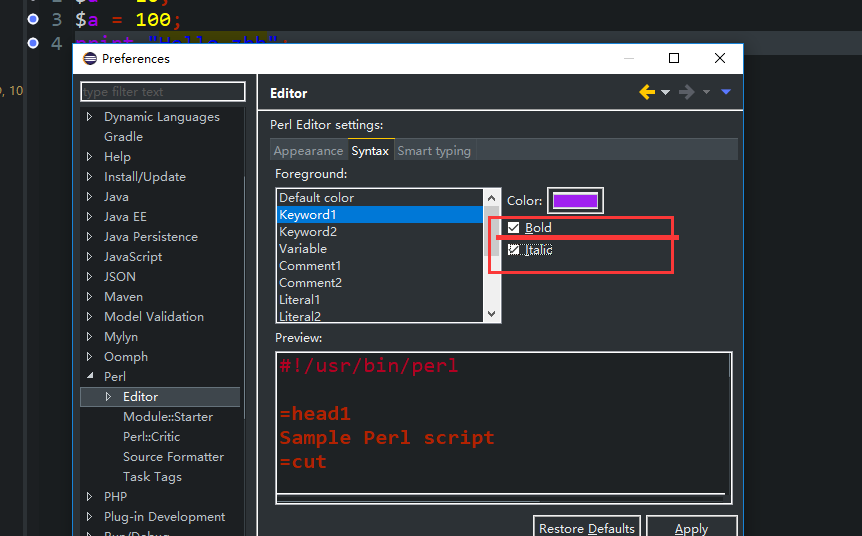 3 $a = 100;
4 print "Hello zhh";
, 10
Preferences
type filter text
Dynamic Languages
Gradle
Help
Install/Update
Java
Java EE
Java Persistence
JavaScript
JSON
Maven
Model Validation
Mylyn
Oomph
Perl
Editor
Module::Starter
Perl::Critic
Source Formatter
Task Tags
PHP
Plug-in Development
Run/Debug
Editor
Perl Editor settings:
Appearance Syntax Smart typing
Foreground:
Default color
Keyword1
Keyword2
Variable
Comment1
Comment2
Literal1
Literal2
Color:
Bold
Italic
Preview:
#!/usr/bin/perl
=head1
Sample Perl script
=cut
Restore Defaults Apply